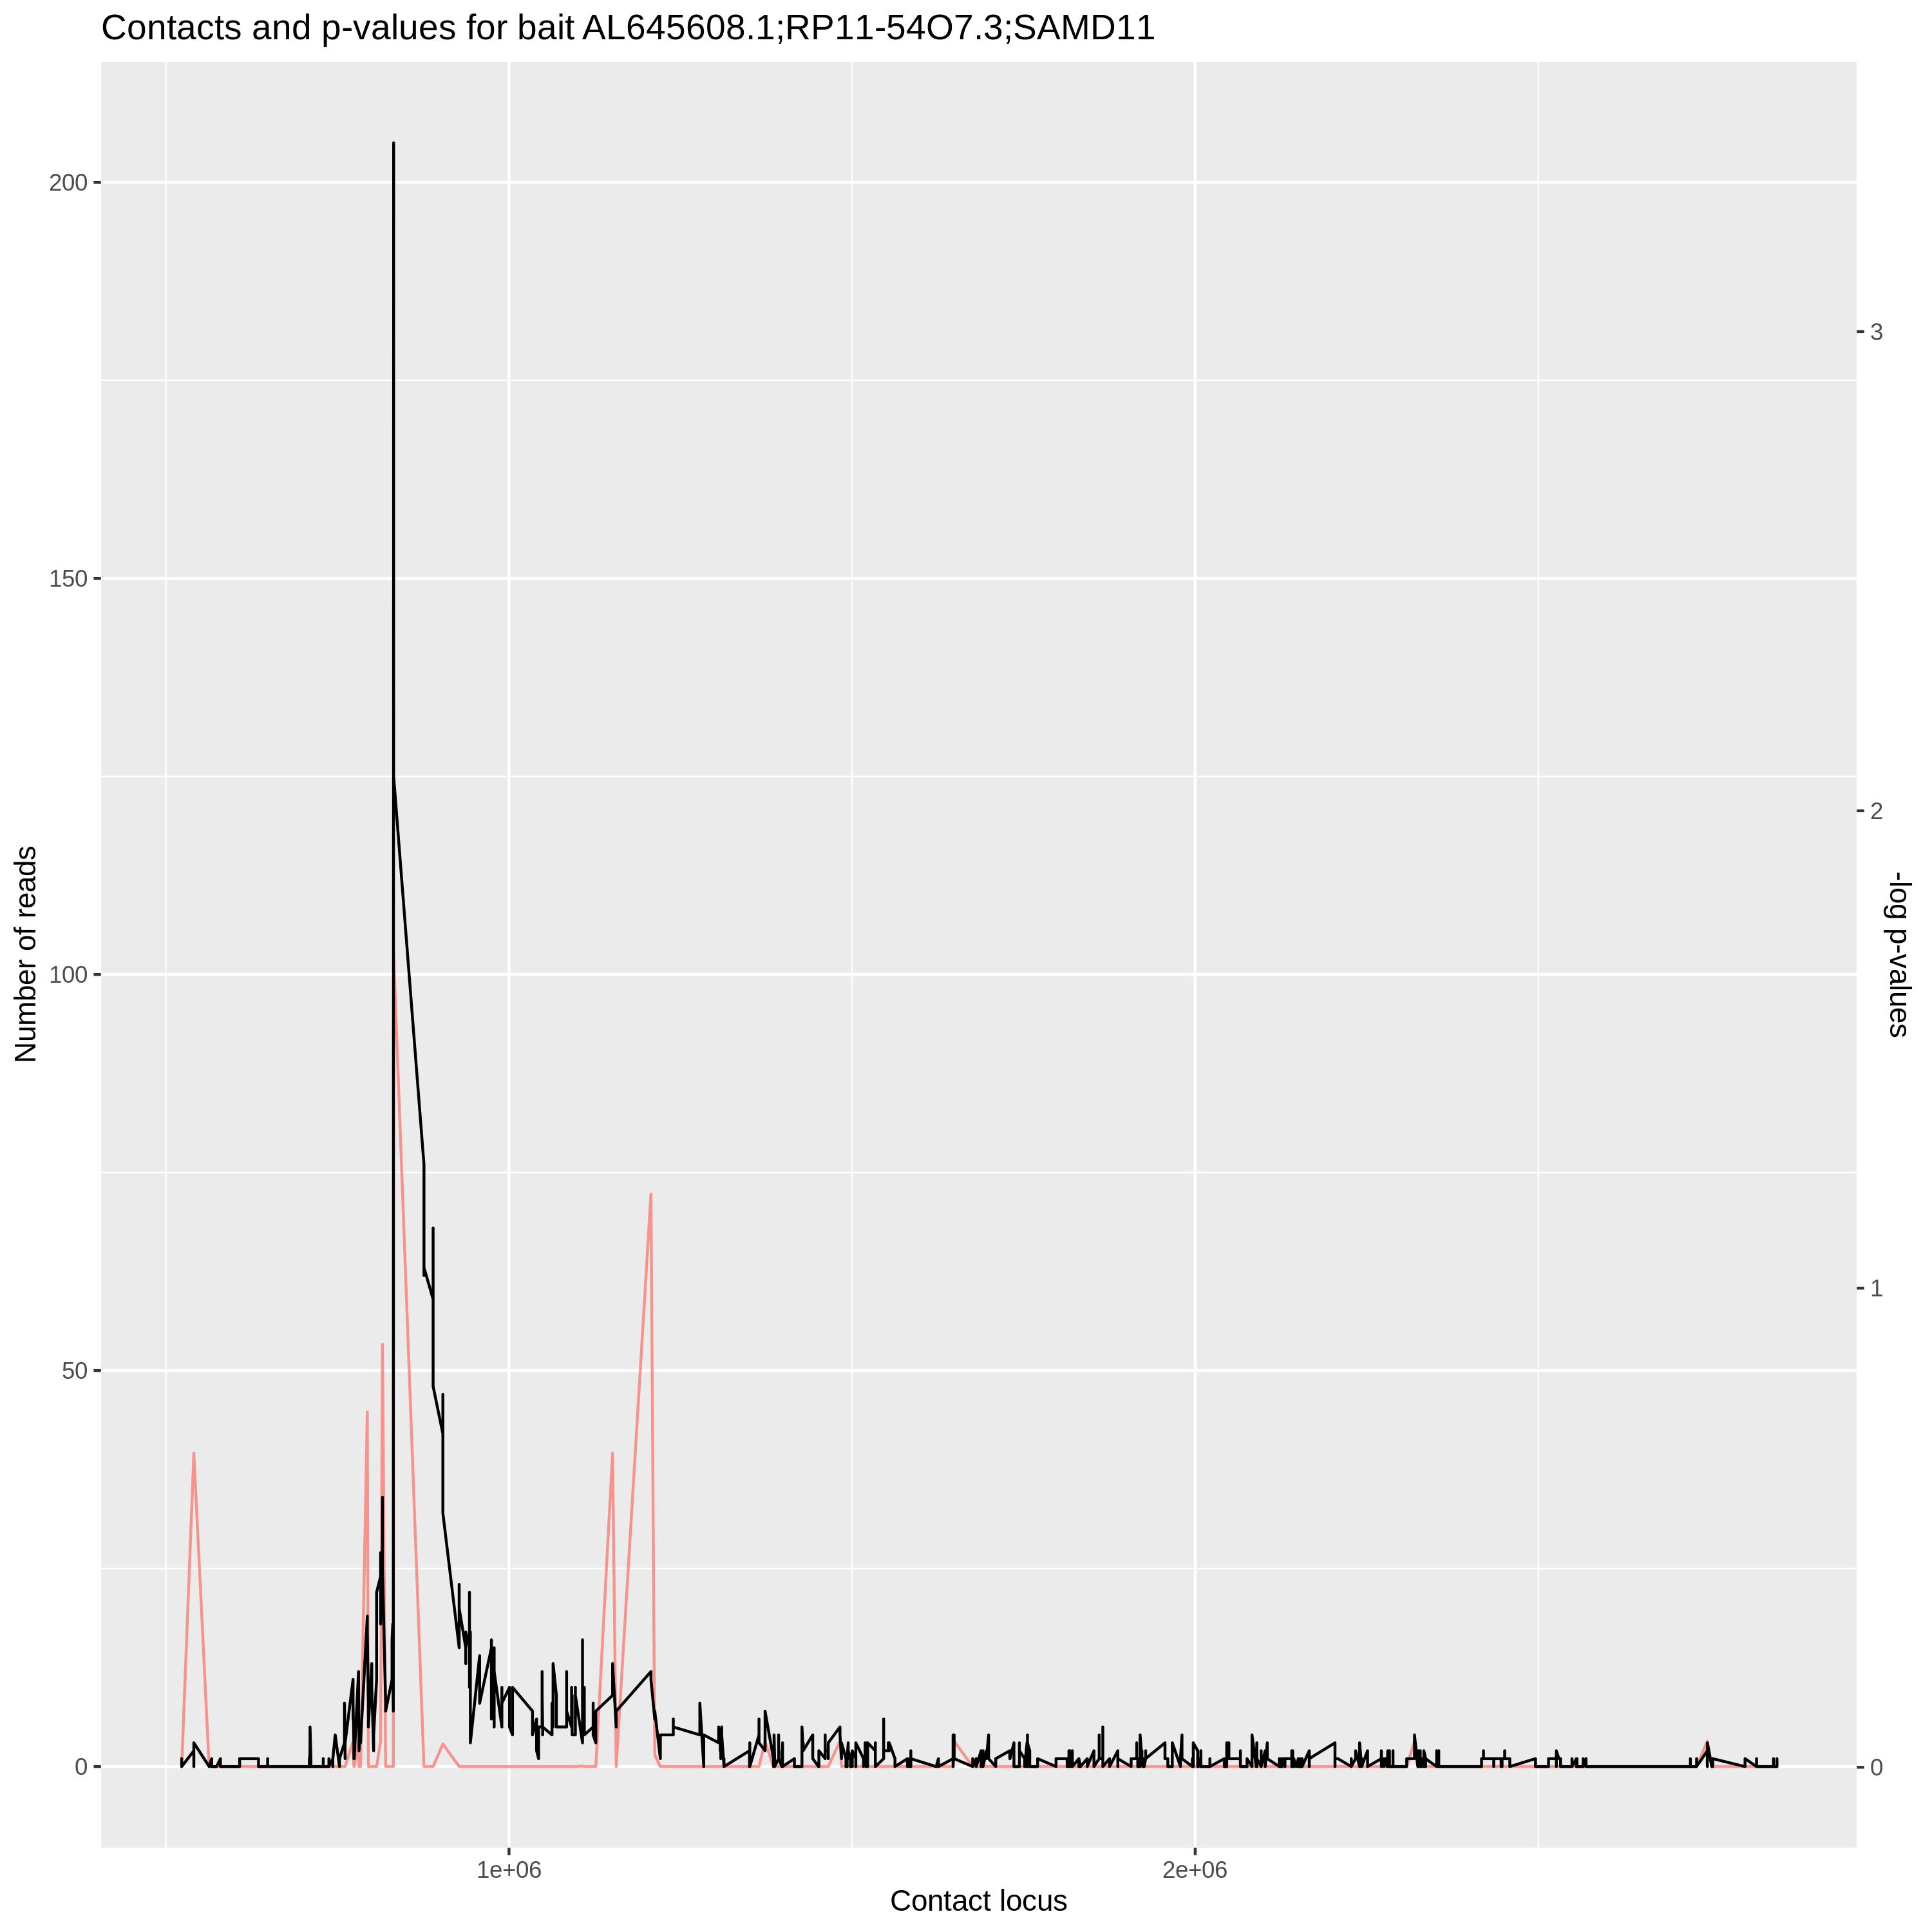 Contacts and p-values for bait AL645608.1;RP11-54O7.3;SAMD11
200
150
100
50
0
Number of reads
3
2
1
0
-log p-values
1e+06
2e+06
Contact locus